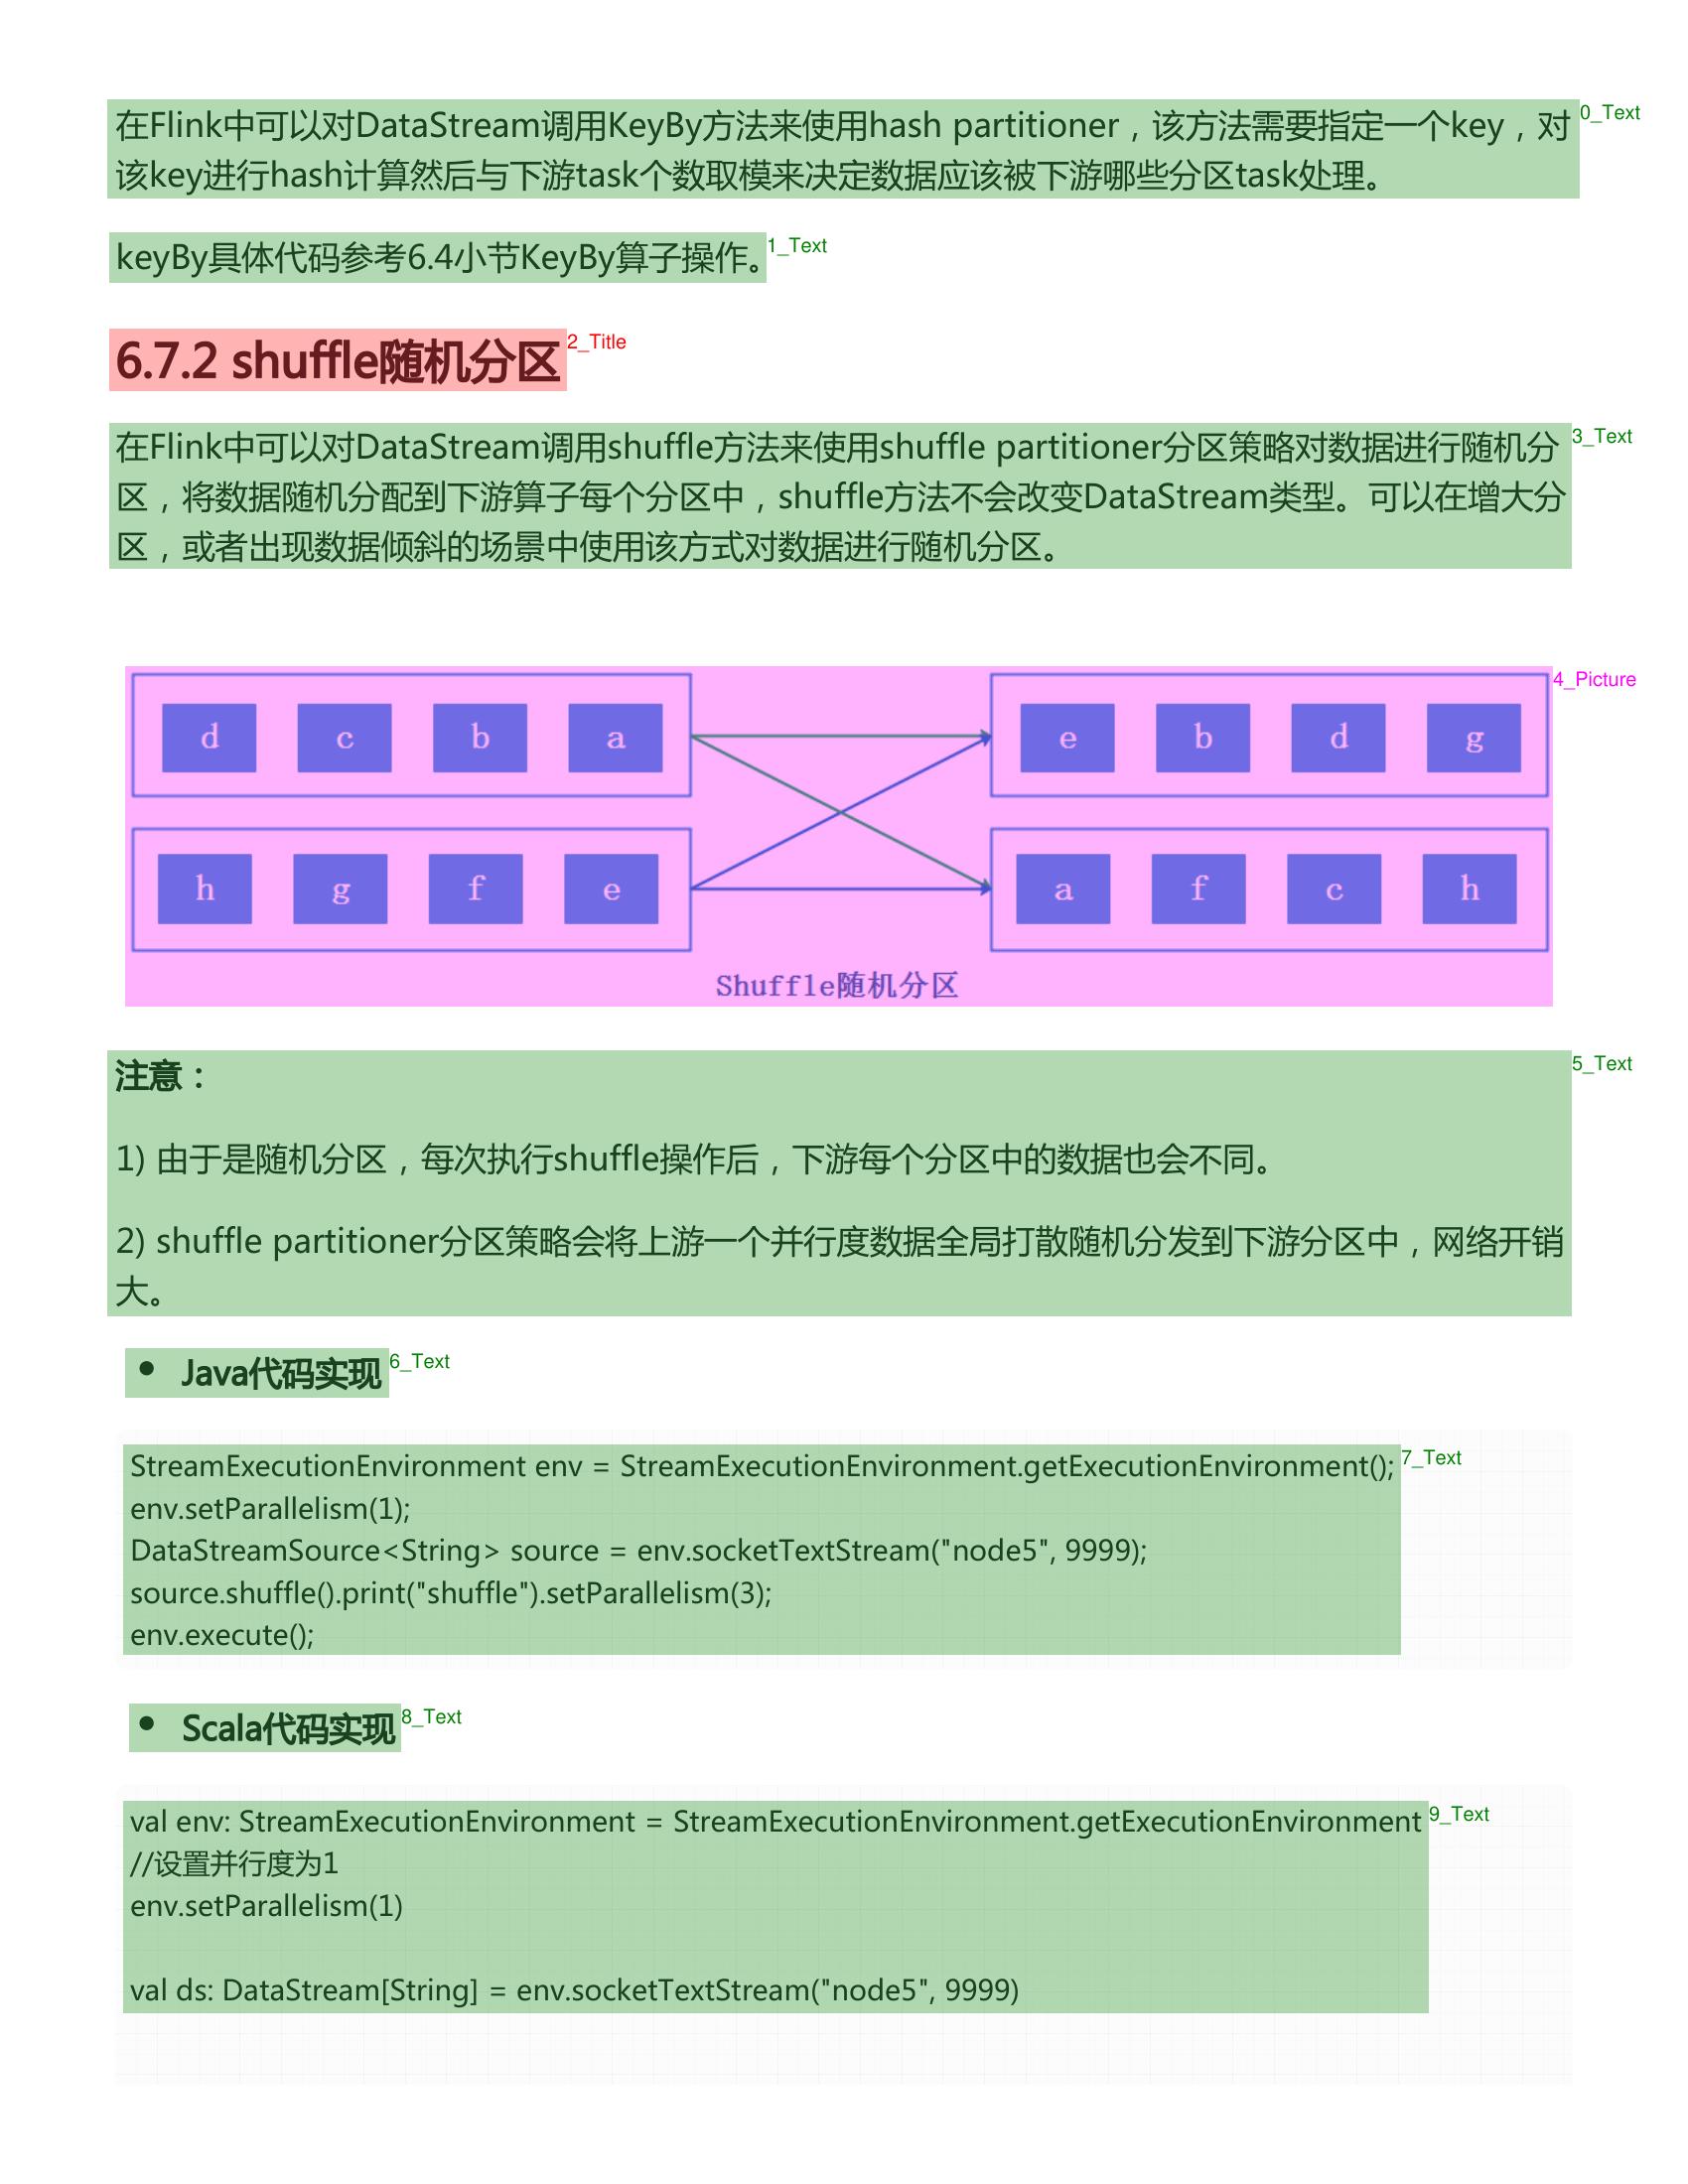 在Flink中可以对DataStream调用KeyBy方法来使用hash partitioner，该方法需要指定一个key，对
0_Text
该key进行hash计算然后与下游task个数取模来决定数据应该被下游哪些分区task处理。
keyBy具体代码参考6.4小节KeyBy算子操作。
1_Text
6.7.2 shuffle随机分区
2_Title
在Flink中可以对DataStream调用shuffle方法来使用shuffle partitioner分区策略对数据进行随机分
3_Text
区，将数据随机分配到下游算子每个分区中，shuffle方法不会改变DataStream类型。可以在增大分
区，或者出现数据倾斜的场景中使用该方式对数据进行随机分区。
4_Picture
d c b a e b d g
h g f e a f c h
Shuffle随机分区
注意：
5_Text
1) 由于是随机分区，每次执行shuffle操作后，下游每个分区中的数据也会不同。
2) shuffle partitioner分区策略会将上游一个并行度数据全局打散随机分发到下游分区中，网络开销
大。
• Java代码实现
6_Text
StreamExecutionEnvironment env = StreamExecutionEnvironment.getExecutionEnvironment();
7_Text
env.setParallelism(1);
DataStreamSource<String> source = env.socketTextStream("node5", 9999);
source.shuffle().print("shuffle").setParallelism(3);
env.execute();
• Scala代码实现
8_Text
val env: StreamExecutionEnvironment = StreamExecutionEnvironment.getExecutionEnvironment
9_Text
//设置并行度为1
env.setParallelism(1)
val ds: DataStream[String] = env.socketTextStream("node5", 9999)